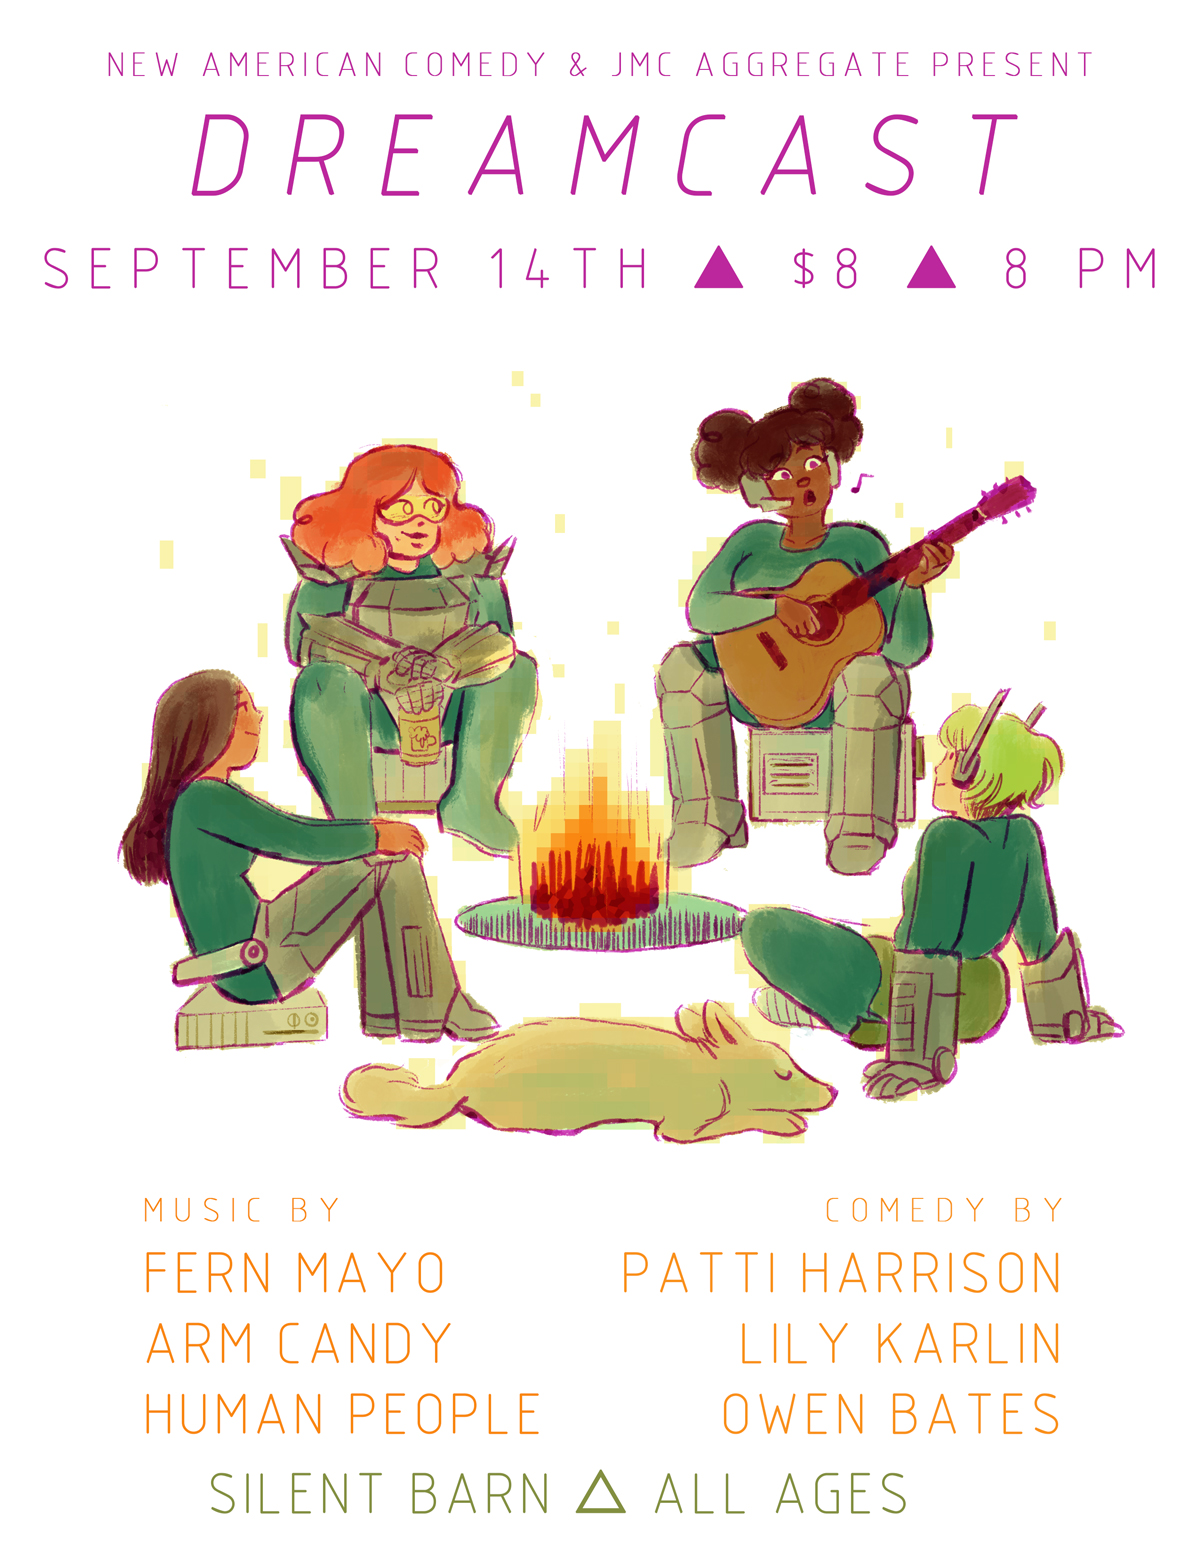 NEW AMERICAN COMEDY & JMC AGGREGATE PRESENT
DREAMCAST
SEPTEMBER 14TH ▲ $8 ▲ 8 PM
MUSIC BY
FERN MAYO
ARM CANDY
HUMAN PEOPLE
COMEDY BY
PATTI HARRISON
LILY KARLIN
OWEN BATES
SILENT BARN △ ALL AGES